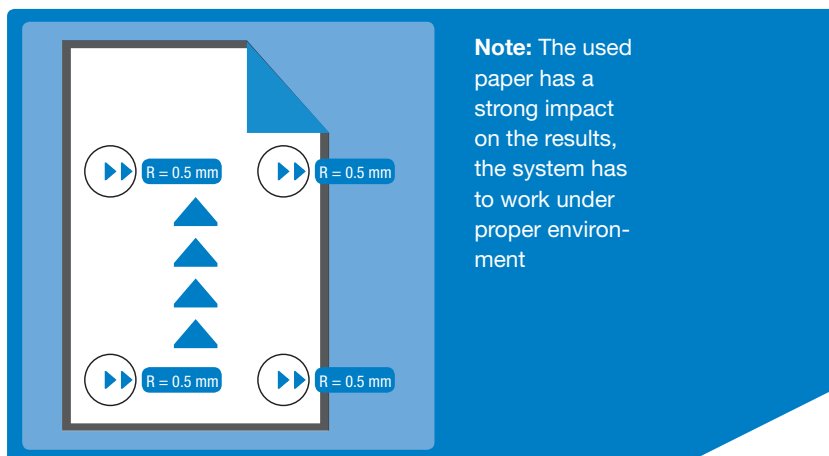 Note: The used
paper has a
strong impact
on the results,
the system has
to work under
proper environ-
ment
R = 0.5 mm
R = 0.5 mm
R = 0.5 mm
R = 0.5 mm